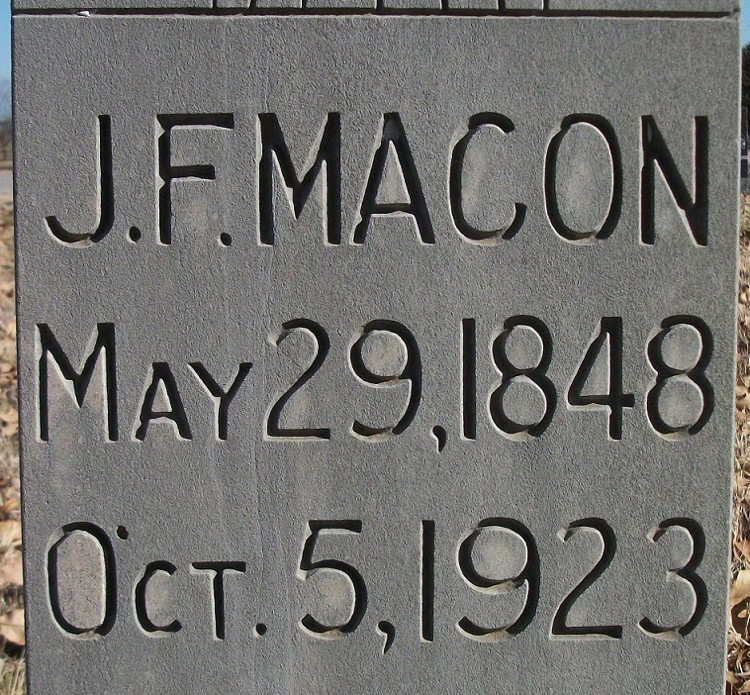 J. F. MACON
MAY 29, 1848
OCT. 5, 1923